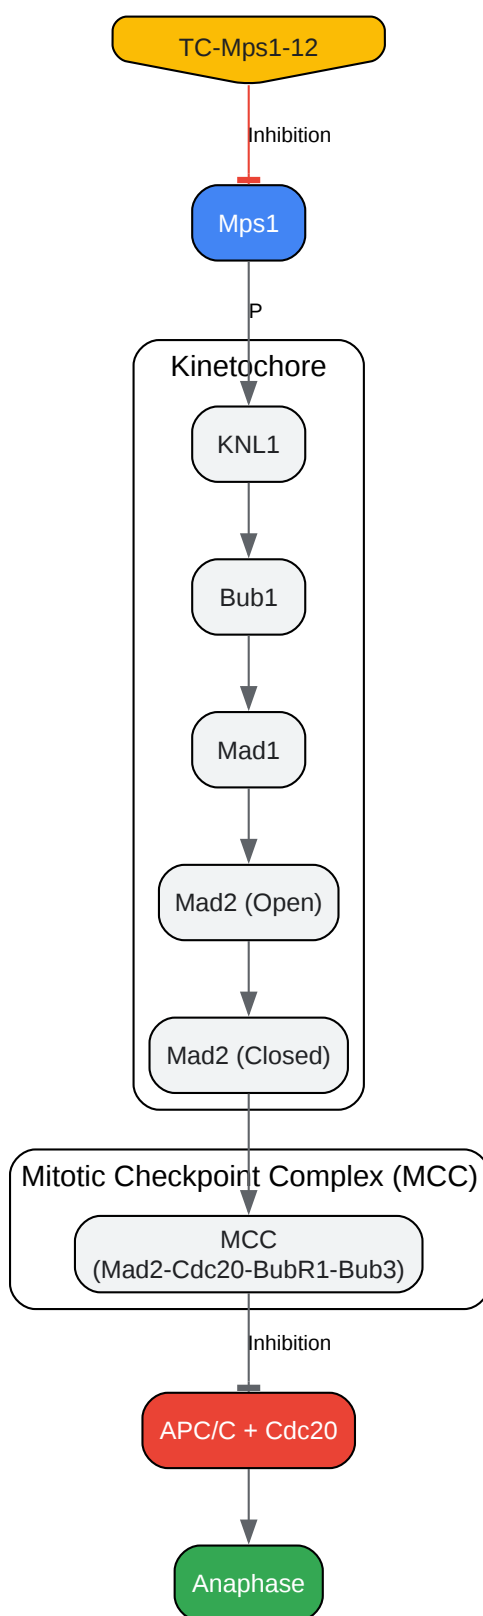 TC-Mps1-12
Inhibition
Mps1
P
Kinetochore
KNL1
Bub1
Mad1
Mad2 (Open)
Mad2 (Closed)
Mitotic Checkpoint Complex (MCC)
MCC
(Mad2-Cdc20-BubR1-Bub3)
Inhibition
APC/C + Cdc20
Anaphase